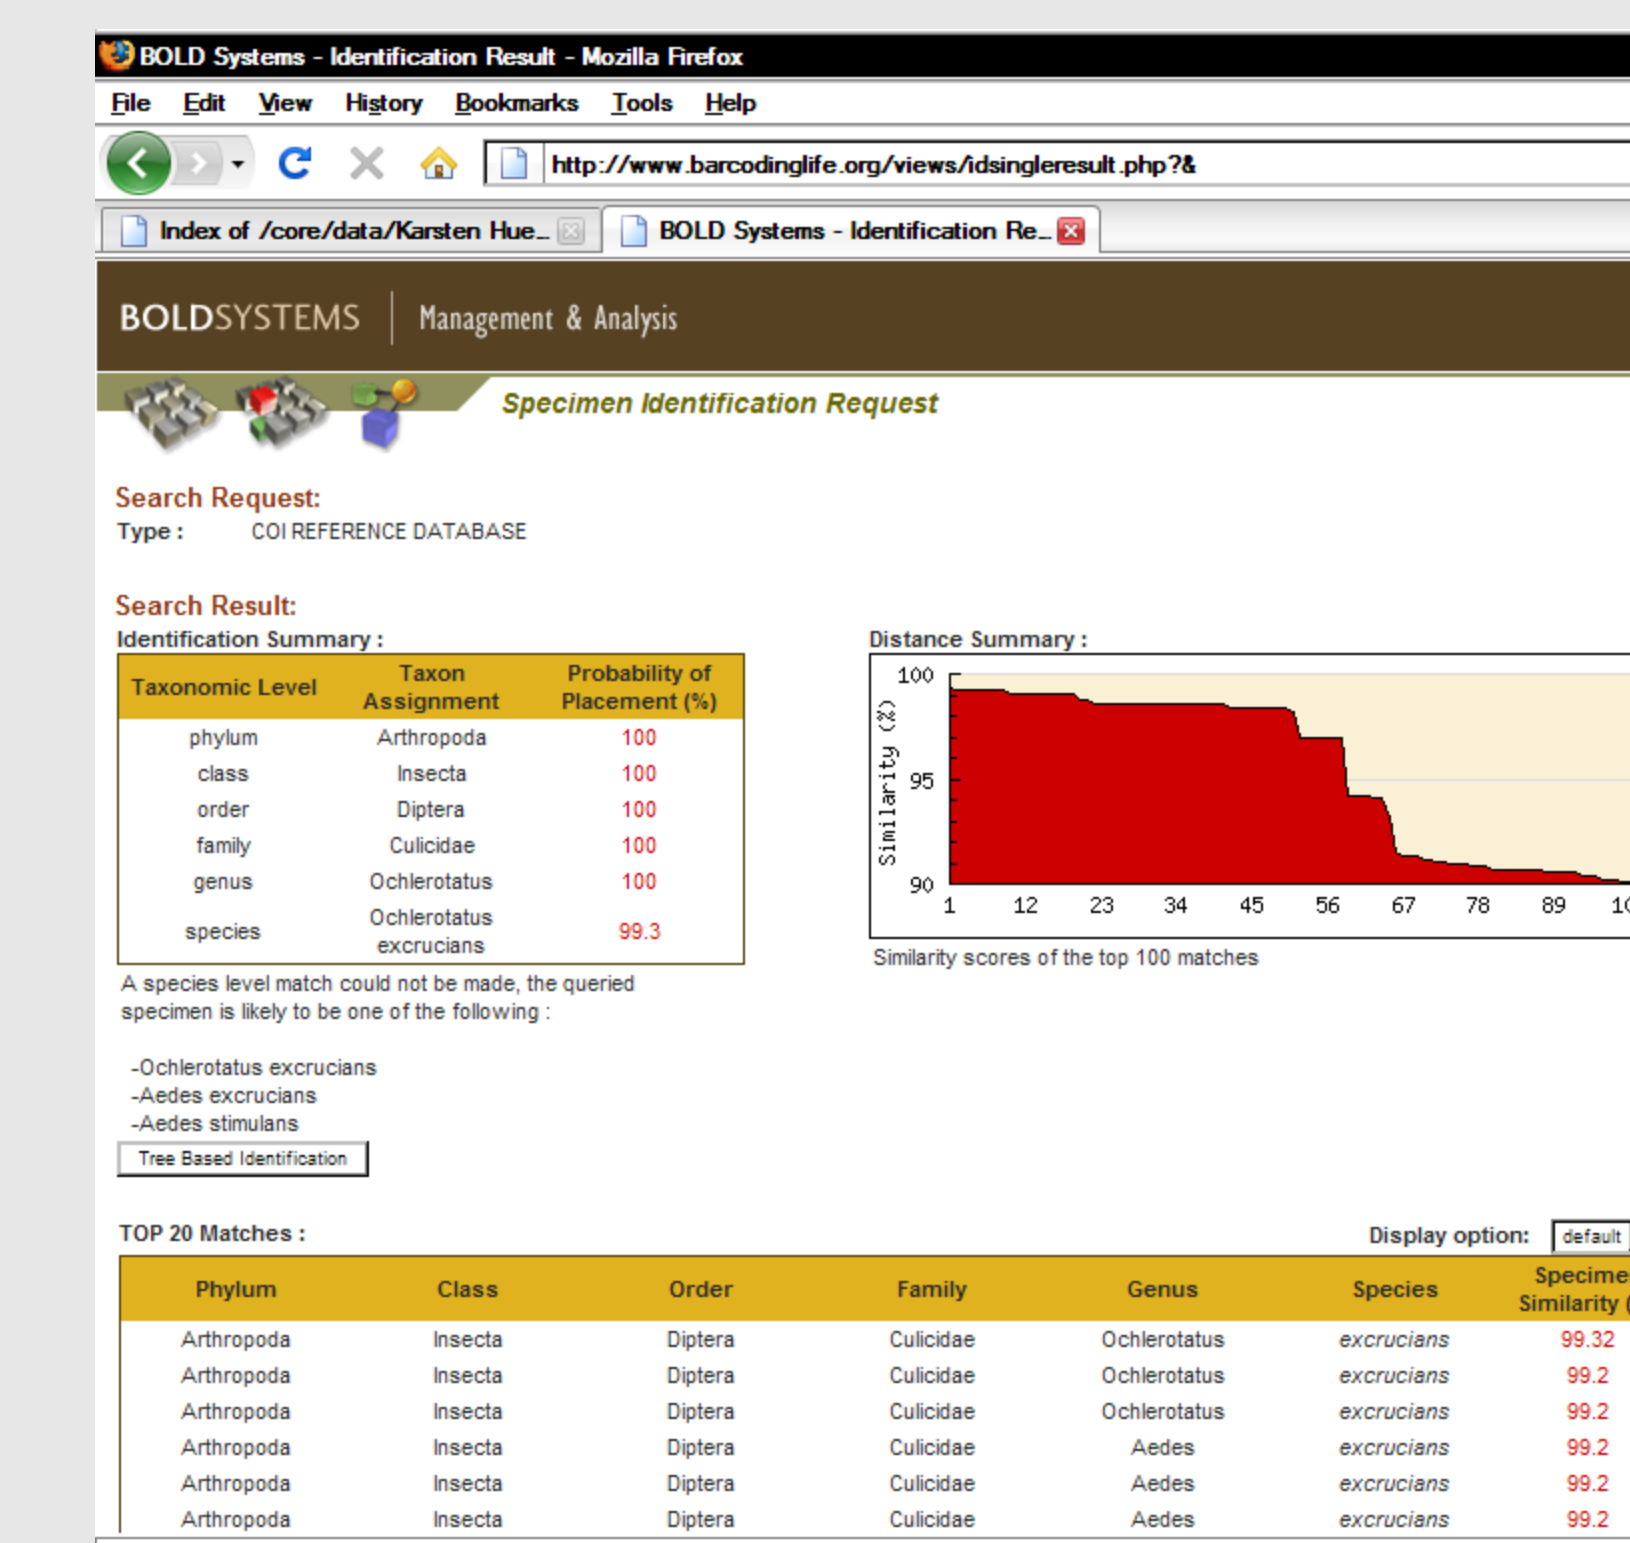 BOLD Systems - Identification Result - Mozilla Firefox
File Edit View History Bookmarks Tools Help
http://www.barcodinglife.org/views/idsingleresult.php?&
Index of /core/data/Karsten Hue... BOLD Systems - Identification Re...
BOLDSYSTEMS Management & Analysis
Specimen Identification Request
Search Request:
Type : COI REFERENCE DATABASE
Search Result:
Identification Summary :
Taxonomic Level Taxon Assignment Probability of Placement (%)
phylum Arthropoda 100
class Insecta 100
order Diptera 100
family Culicidae 100
genus Ochlerotatus 100
species Ochlerotatus excrucians 99.3
A species level match could not be made, the queried
specimen is likely to be one of the following :
-Ochlerotatus excrucians
-Aedes excrucians
-Aedes stimulans
Tree Based Identification
Distance Summary :
Similarity (%)
100
95
90
1 12 23 34 45 56 67 78 89 10
Similarity scores of the top 100 matches
TOP 20 Matches :
Display option: default
Phylum Class Order Family Genus Species Specime Similarity (
Arthropoda Insecta Diptera Culicidae Ochlerotatus excrucians 99.32
Arthropoda Insecta Diptera Culicidae Ochlerotatus excrucians 99.2
Arthropoda Insecta Diptera Culicidae Ochlerotatus excrucians 99.2
Arthropoda Insecta Diptera Culicidae Aedes excrucians 99.2
Arthropoda Insecta Diptera Culicidae Aedes excrucians 99.2
Arthropoda Insecta Diptera Culicidae Aedes excrucians 99.2